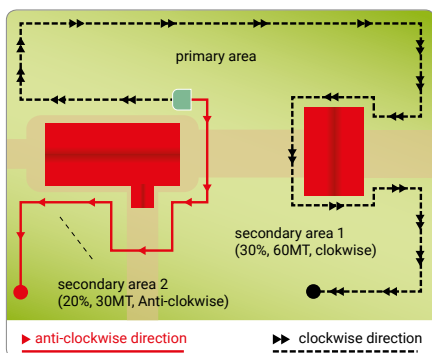 primary area
secondary area 1
(30%, 60MT, clokwise)
secondary area 2
(20%, 30MT, Anti-clokwise)
anti-clockwise direction
clockwise direction